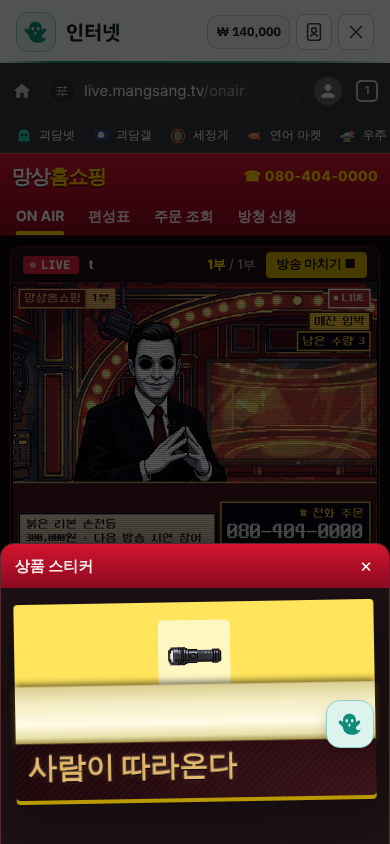 인터넷
₩ 140,000
live.mangsang.tv/onair
1
괴담넷
괴담갤
세정게
연어 마켓
우주
망상홈쇼핑
☎ 080-404-0000
ON AIR
편성표
주문 조회
방청 신청
LIVE
t
1부 / 1부
방송 마치기 ■
망상홈쇼핑
1부
LIVE
매진 임박
남은 수량 3
☎ 전화 주문
080-404-0000
붉은 리본 손전등
300,000원 · 다음 방송 시연 참여
상품 스티커
×
사람이 따라온다